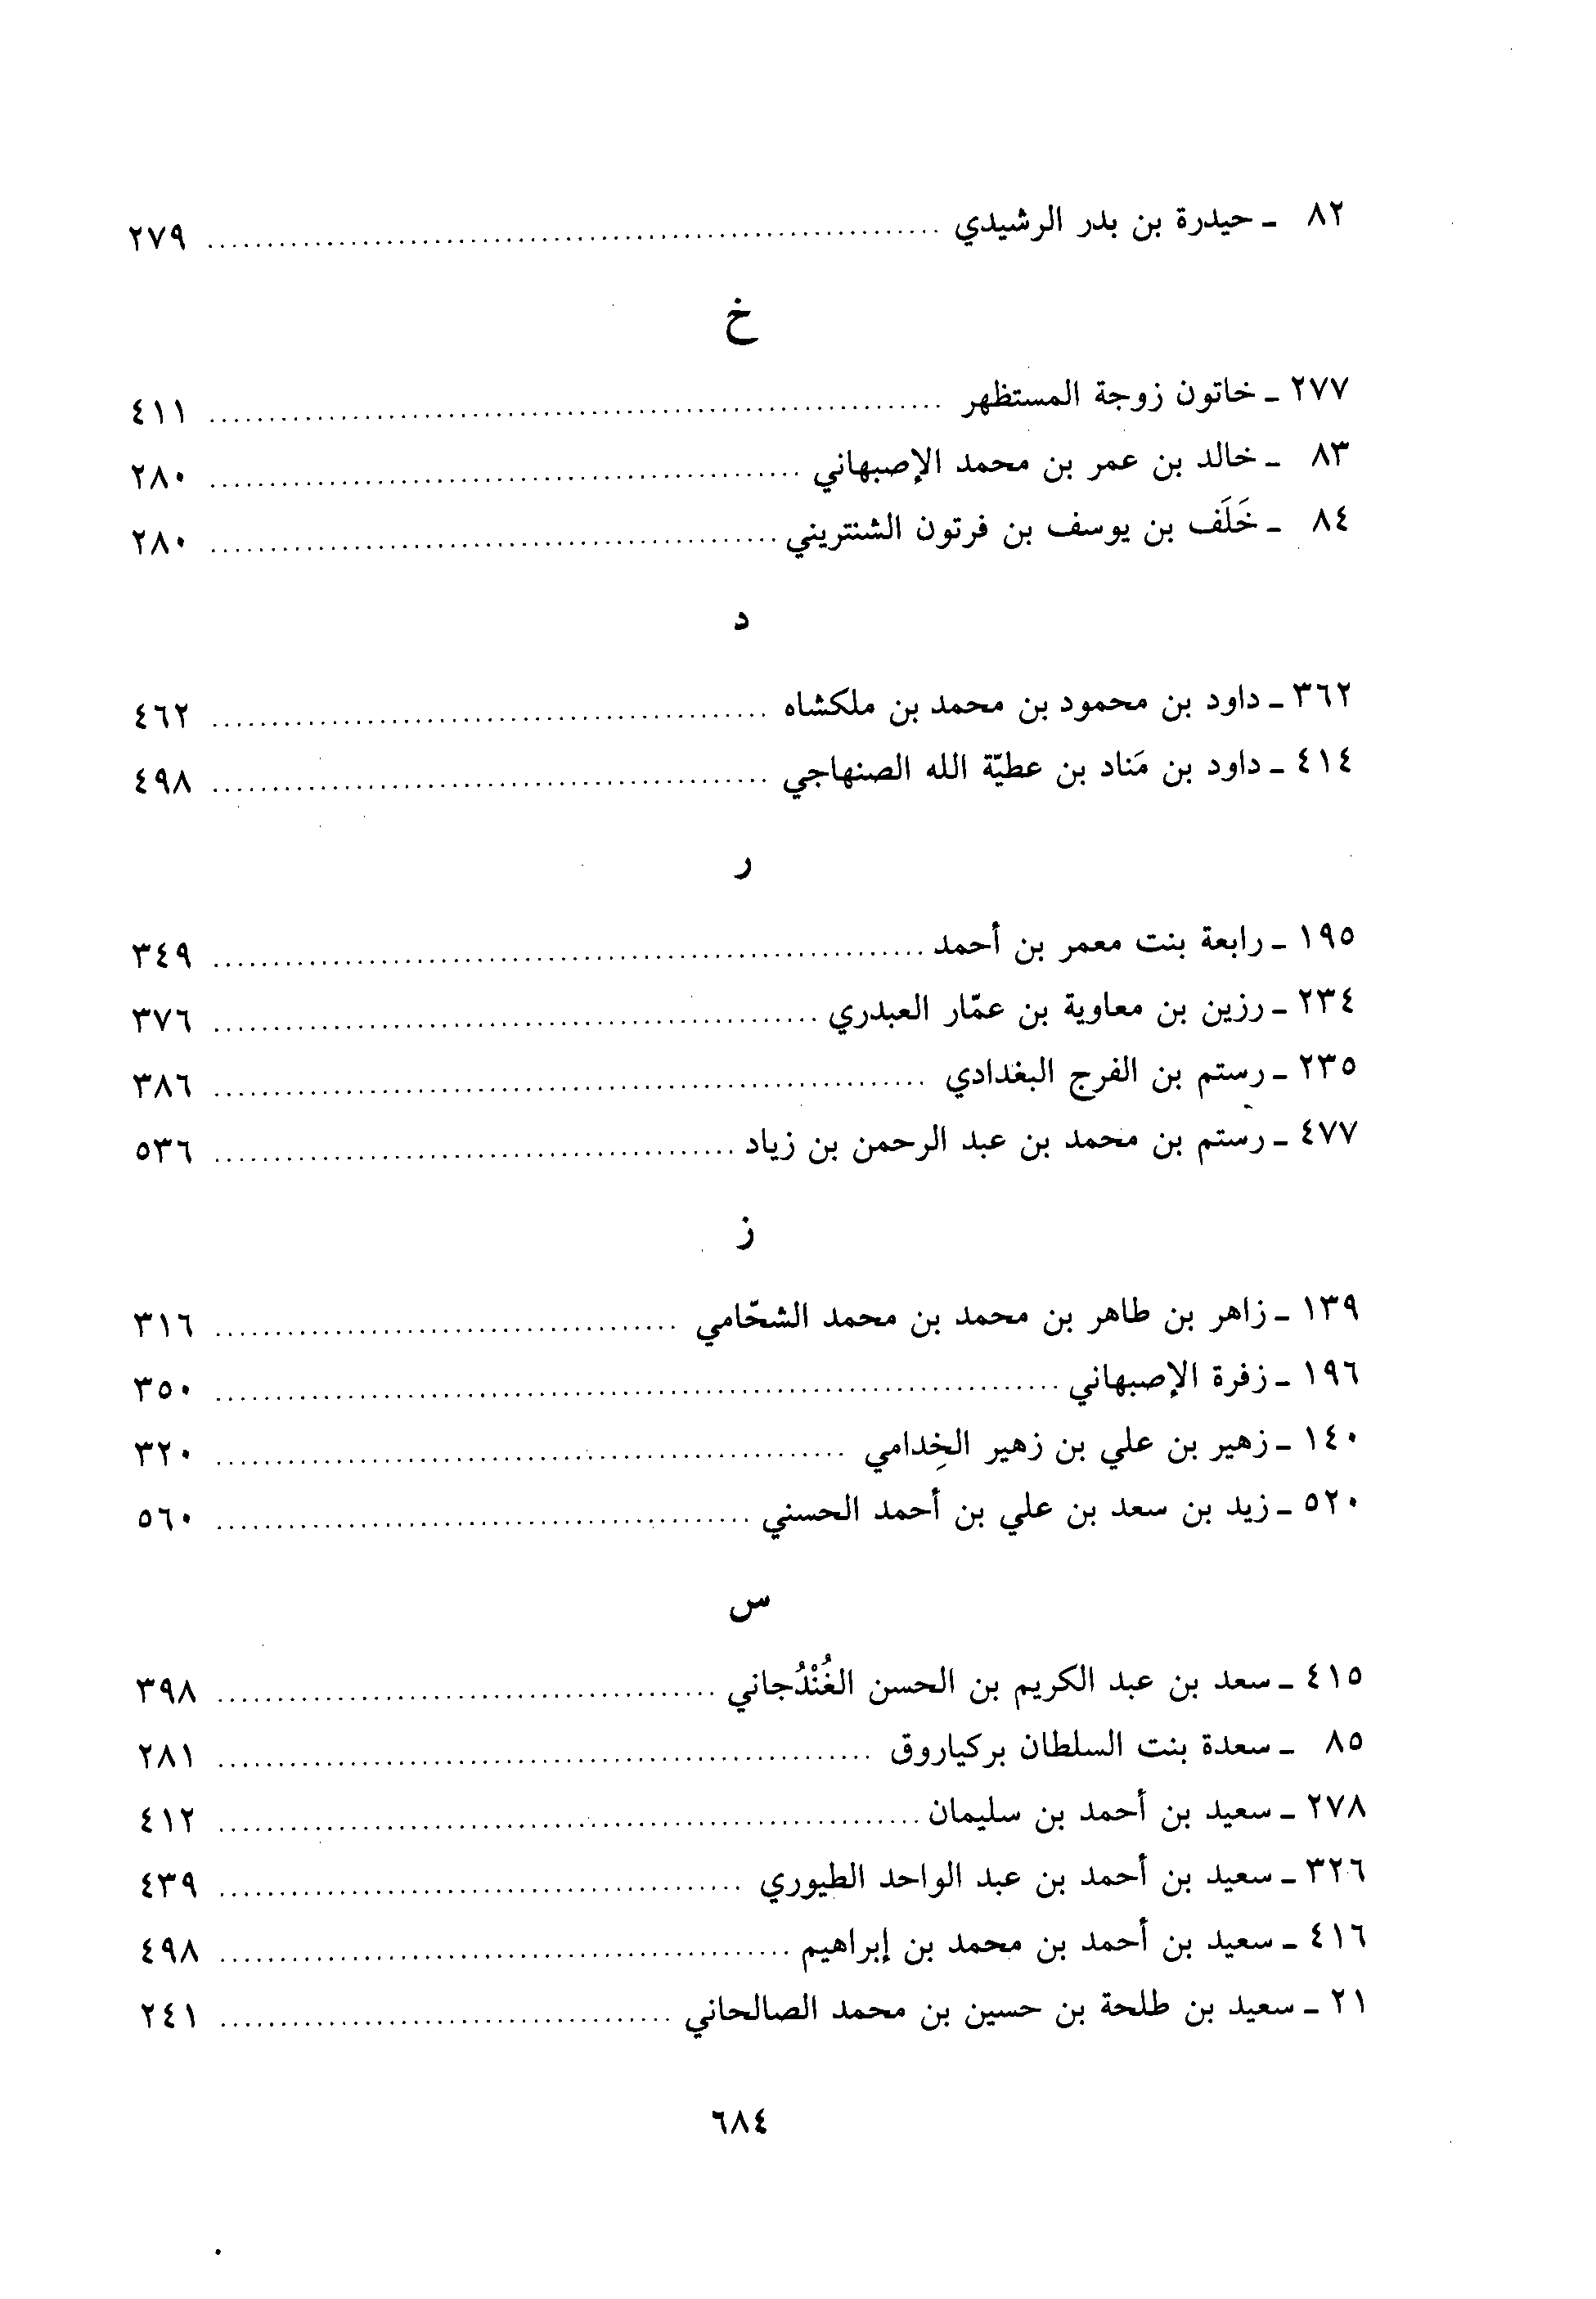 ٨٢ ـ حيدرة بن بدر الرشيدي ........ ٢٧٩
خ
٢٧٧ ـ خاتون زوجة المستظهر ........ ٤١١
٨٣ ـ خالد بن عمر بن محمد الإصبهاني ........ ٢٨٠
٨٤ ـ خَلَف بن يوسف بن فرتون الشنتريني ........ ٢٨٠
د
٣٦٢ ـ داود بن محمود بن محمد بن ملكشاه ........ ٤٦٢
٤١٤ ـ داود بن مَناد بن عطيّة الله الصنهاجي ........ ٤٩٨
ر
١٩٥ ـ رابعة بنت معمر بن أحمد ........ ٣٤٩
٢٣٤ ـ رزين بن معاوية بن عمّار العبدري ........ ٣٧٦
٢٣٥ ـ رستم بن الفرج البغدادي ........ ٣٨٦
٤٧٧ ـ رستم بن محمد بن عبد الرحمن بن زياد ........ ٥٣٦
ز
١٣٩ ـ زاهر بن طاهر بن محمد بن محمد الشحّامي ........ ٣١٦
١٩٦ ـ زفرة الإصبهاني ........ ٣٥٠
١٤٠ ـ زهير بن علي بن زهير الخِدامي ........ ٣٢٠
٥٢٠ ـ زيد بن سعد بن علي بن أحمد الحسني ........ ٥٦٠
س
٤١٥ ـ سعد بن عبد الكريم بن الحسن الغُنْدُجاني ........ ٣٩٨
٨٥ ـ سعدة بنت السلطان بركياروق ........ ٢٨١
٢٧٨ ـ سعيد بن أحمد بن سليمان ........ ٤١٢
٣٢٦ ـ سعيد بن أحمد بن عبد الواحد الطيوري ........ ٤٣٩
٤١٦ ـ سعيد بن أحمد بن محمد بن إبراهيم ........ ٤٩٨
٢١ ـ سعيد بن طلحة بن حسين بن محمد الصالحاني ........ ٢٤١
٦٨٤